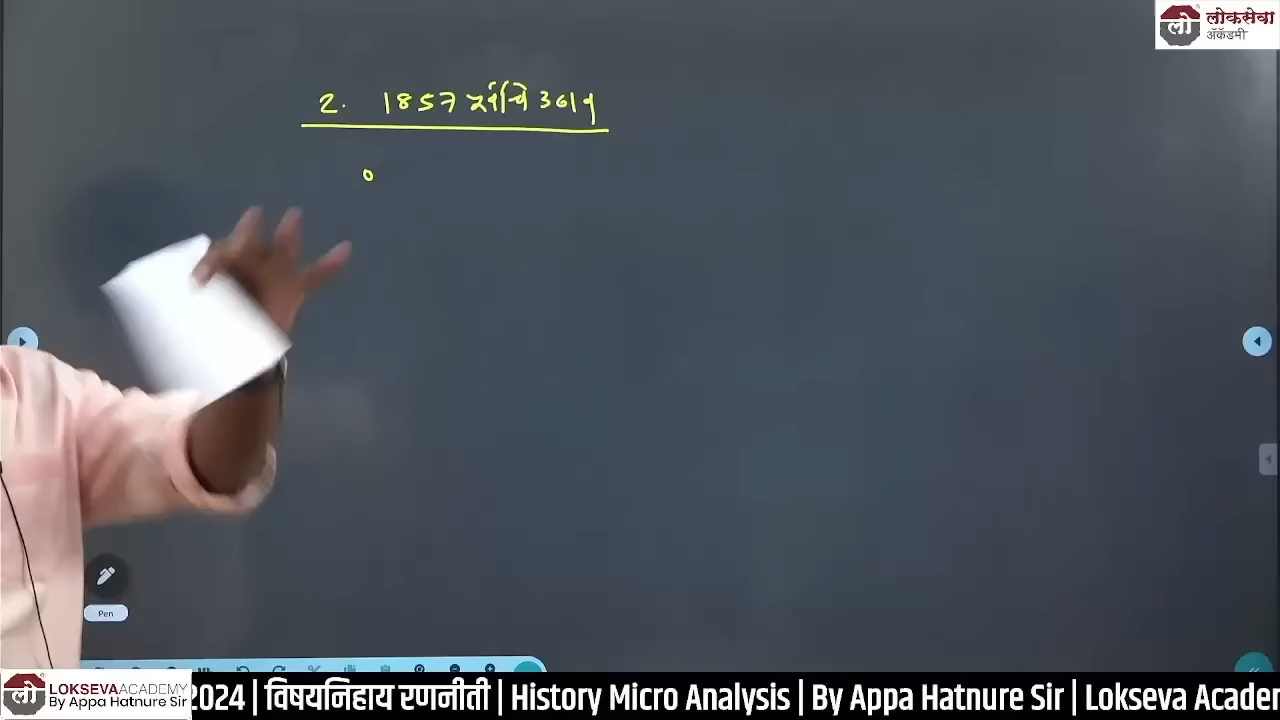 लोकसेवा
अ‍ॅकॅडमी
2. 1857 चा उठाव
Pen
LOKSEVA ACADEMY
By Appa Hatnure Sir
2024 | विषयनिहाय रणनीती | History Micro Analysis | By Appa Hatnure Sir | Lokseva Acader